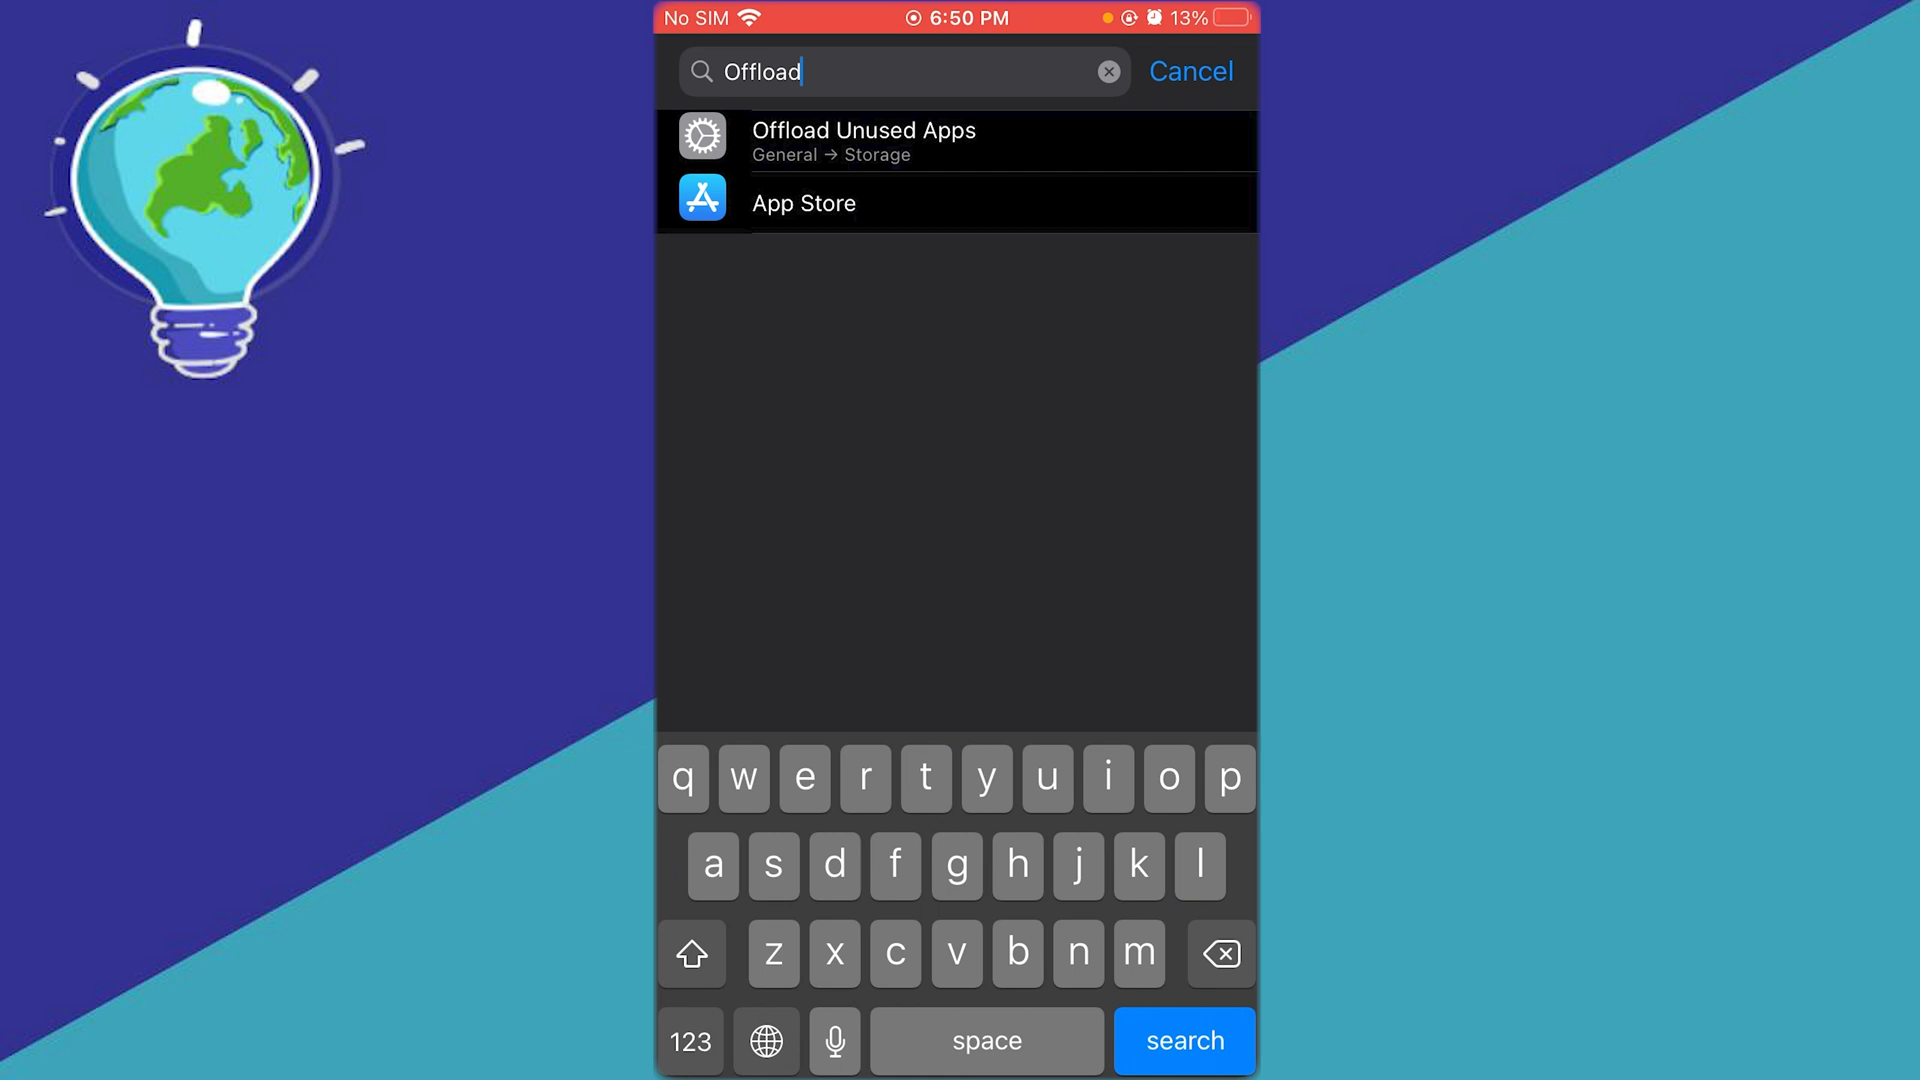 No SIM 6:50 PM 13%
Offload Cancel
Offload Unused Apps
General → Storage
App Store
q w e r t y u i o p
a s d f g h j k l
z x c v b n m
123 space search